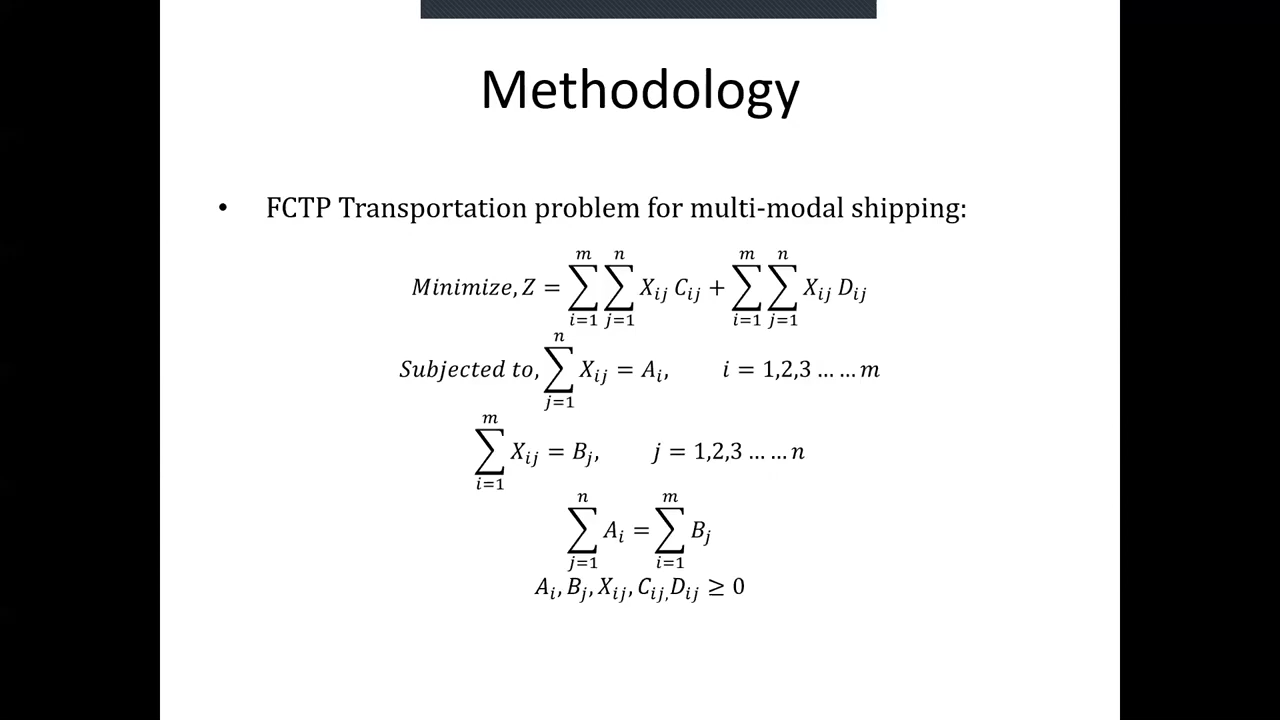 Methodology
• FCTP Transportation problem for multi-modal shipping:
Minimize, Z = ∑_{i=1}^{m} ∑_{j=1}^{n} X_{ij} C_{ij} + ∑_{i=1}^{m} ∑_{j=1}^{n} X_{ij} D_{ij}
Subjected to, ∑_{j=1}^{n} X_{ij} = A_i, i = 1,2,3 … … m
∑_{i=1}^{m} X_{ij} = B_j, j = 1,2,3 … … n
∑_{j=1}^{n} A_i = ∑_{i=1}^{m} B_j
A_i, B_j, X_{ij}, C_{ij,} D_{ij} ≥ 0